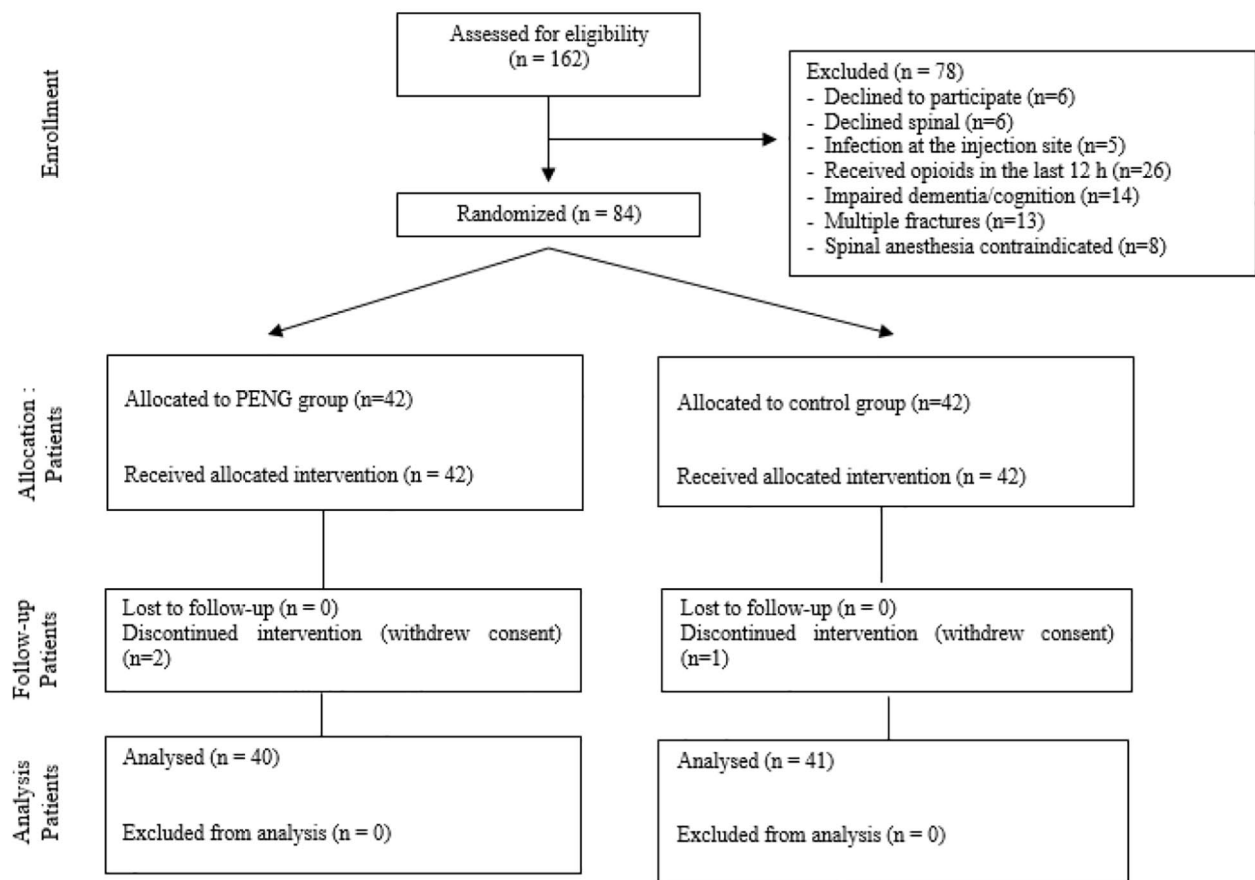 Enrollment
Assessed for eligibility
(n = 162)
Excluded (n = 78)
- Declined to participate (n=6)
- Declined spinal (n=6)
- Infection at the injection site (n=5)
- Received opioids in the last 12 h (n=26)
- Impaired dementia/cognition (n=14)
- Multiple fractures (n=13)
- Spinal anesthesia contraindicated (n=8)
Randomized (n = 84)
Allocation :
Patients
Allocated to PENG group (n=42)
Received allocated intervention (n = 42)
Allocated to control group (n=42)
Received allocated intervention (n = 42)
Follow-up
Patients
Lost to follow-up (n = 0)
Discontinued intervention (withdrew consent)
(n=2)
Lost to follow-up (n = 0)
Discontinued intervention (withdrew consent)
(n=1)
Analysis
Patients
Analysed (n = 40)
Excluded from analysis (n = 0)
Analysed (n = 41)
Excluded from analysis (n = 0)